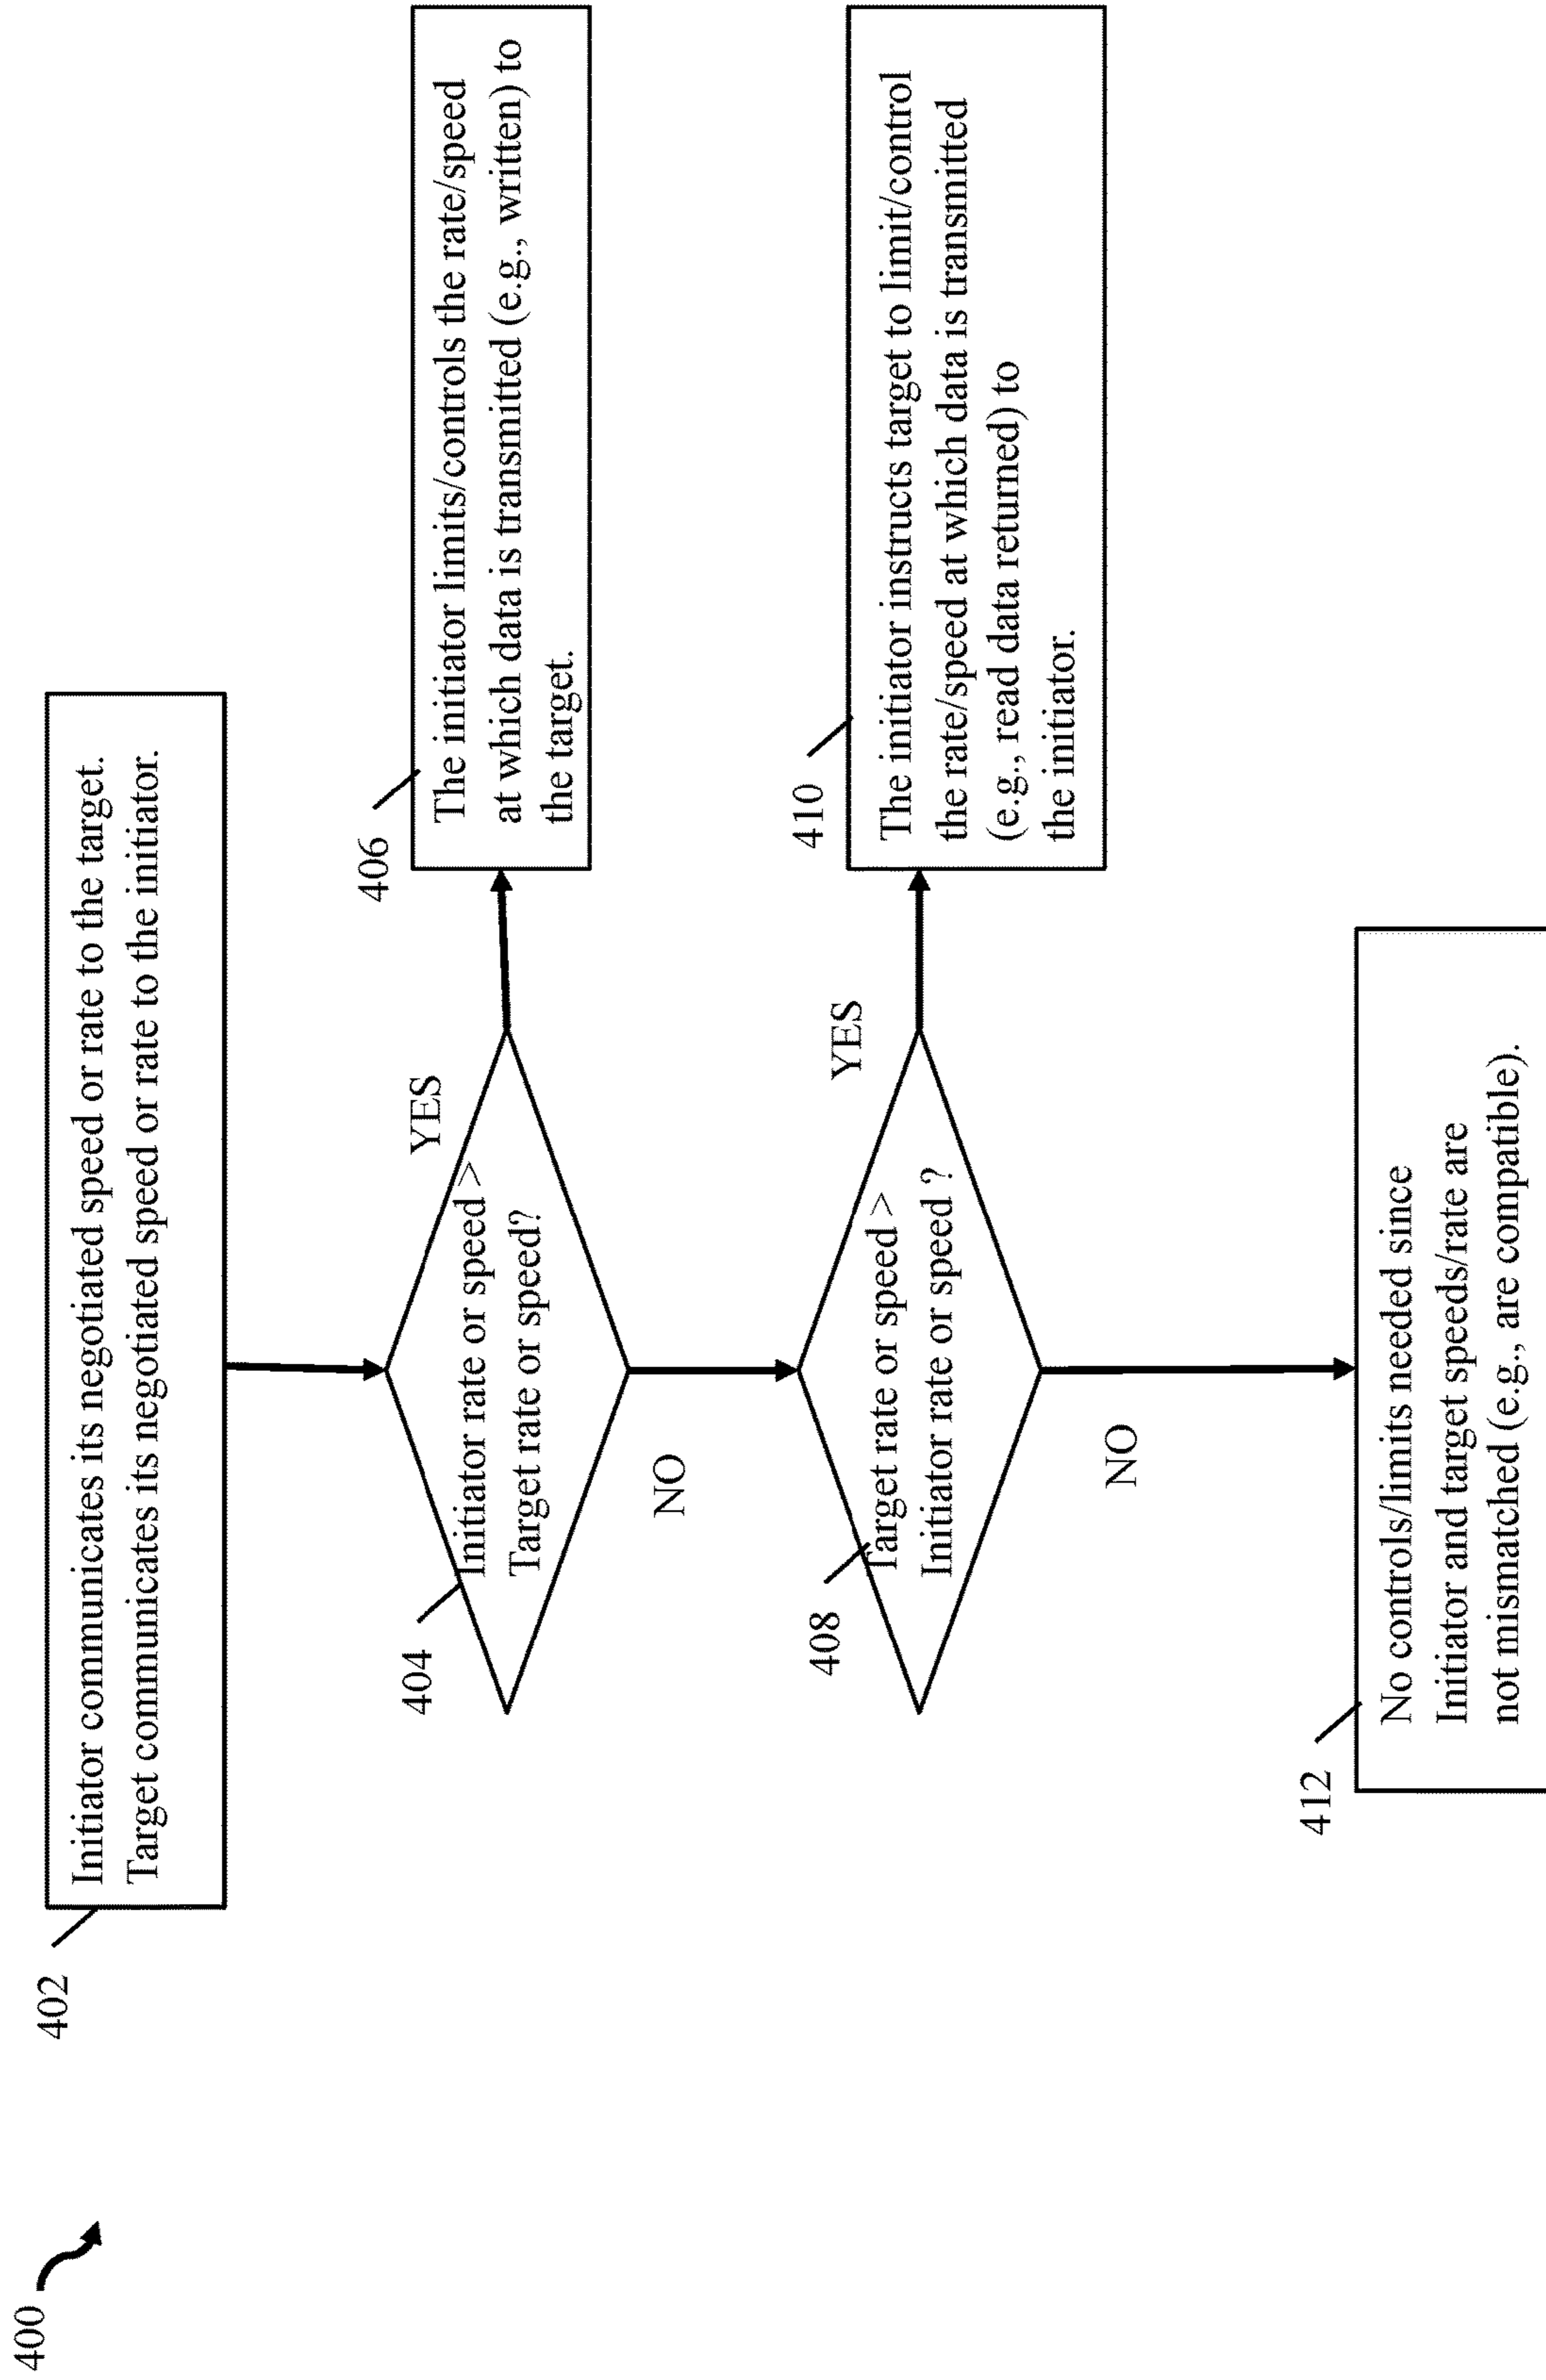 400
402
Initiator communicates its negotiated speed or rate to the target.
Target communicates its negotiated speed or rate to the initiator.
404
Initiator rate or speed >
Target rate or speed?
YES
406
The initiator limits/controls the rate/speed
at which data is transmitted (e.g., written) to
the target.
NO
408
Target rate or speed >
Initiator rate or speed ?
YES
410
The initiator instructs target to limit/control
the rate/speed at which data is transmitted
(e.g., read data returned) to
the initiator.
NO
412
No controls/limits needed since
Initiator and target speeds/rate are
not mismatched (e.g., are compatible).